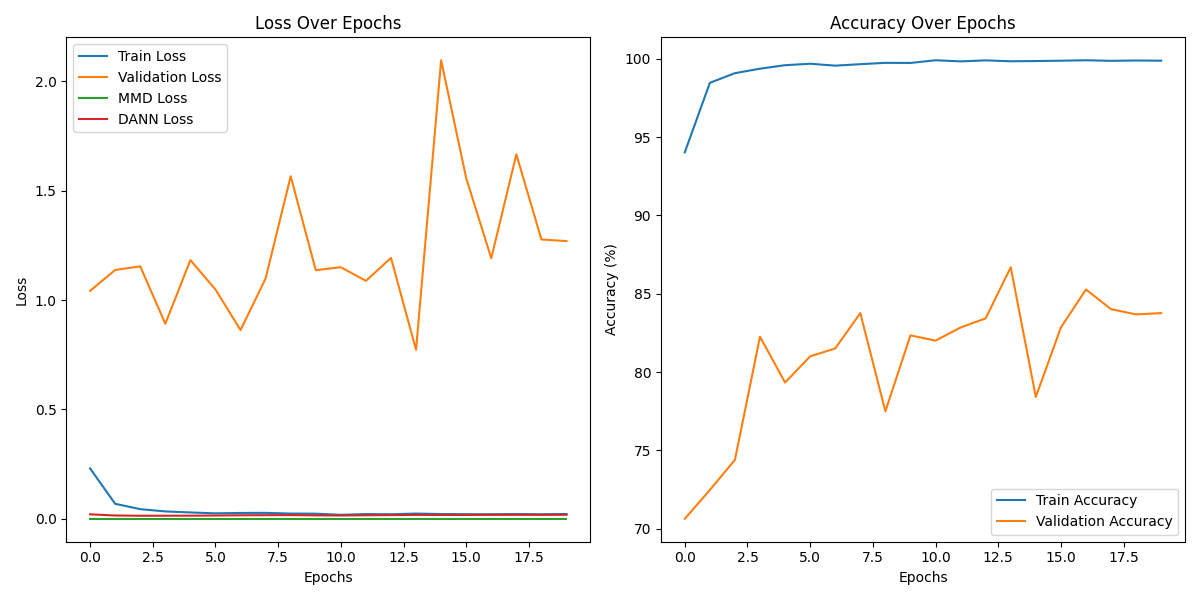 Loss Over Epochs
Train Loss
Validation Loss
MMD Loss
DANN Loss
2.0
1.5
1.0
0.5
0.0
Loss
0.0 2.5 5.0 7.5 10.0 12.5 15.0 17.5
Epochs
Accuracy Over Epochs
100
95
90
85
80
75
70
Accuracy (%)
Train Accuracy
Validation Accuracy
0.0 2.5 5.0 7.5 10.0 12.5 15.0 17.5
Epochs